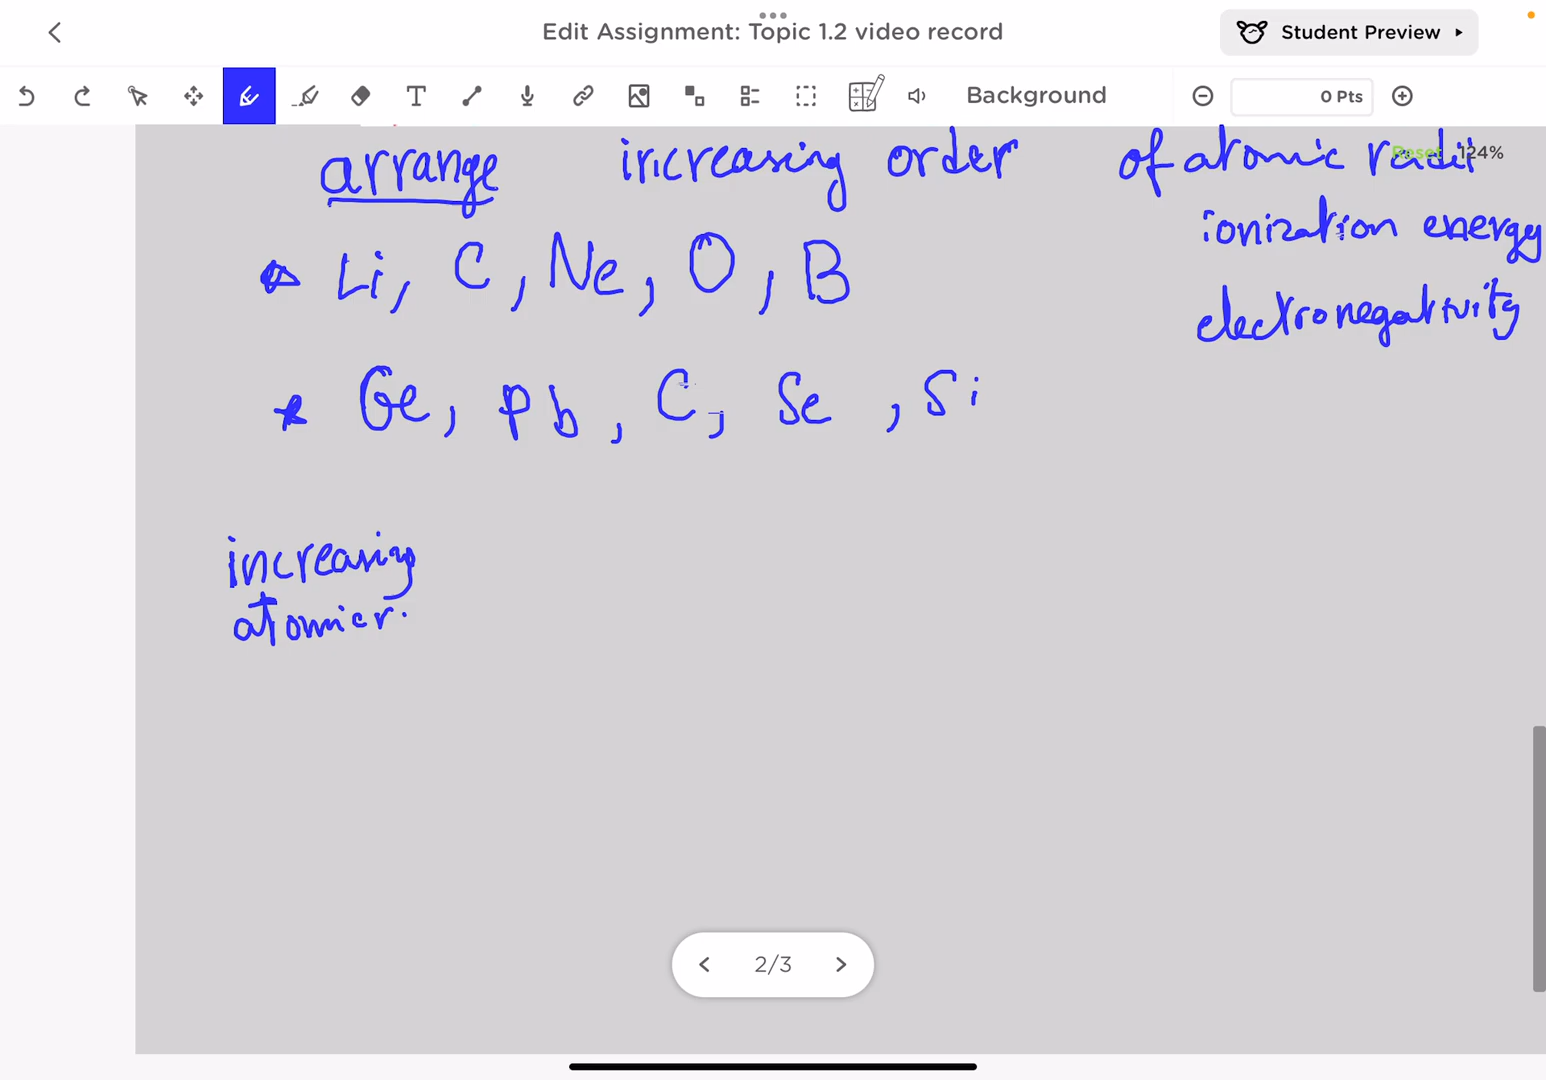 Edit Assignment: Topic 1.2 video record
Student Preview
Background
0 Pts
Reset 124%
arrange increasing order of atomic radii
ionization energy
electronegativity
Li, C, Ne, O, B
Ge, Pb, C, Se, Si
increasing
atomic r.
2/3